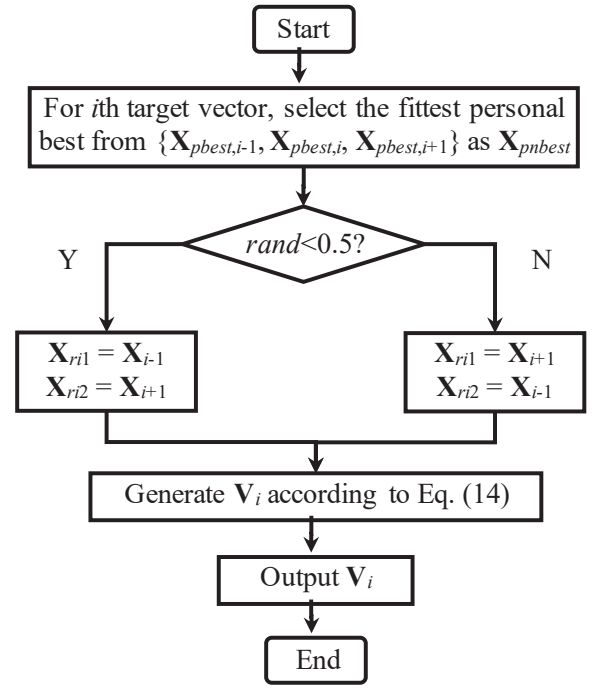 Start
For ith target vector, select the fittest personal
best from {Xpbest,i-1, Xpbest,i, Xpbest,i+1} as Xpnbest
rand<0.5?
Y
N
Xri1 = Xi-1
Xri2 = Xi+1
Xri1 = Xi+1
Xri2 = Xi-1
Generate Vi according to Eq. (14)
Output Vi
End